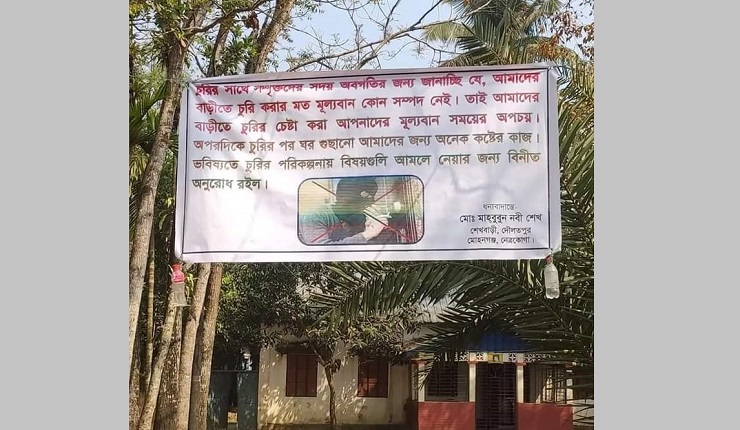 চুরির সাথে সম্পৃক্তদের সদয় অবগতির জন্য জানাচ্ছি যে, আমাদের
বাড়ীতে চুরি করার মত মূল্যবান কোন সম্পদ নেই। তাই আমাদের
বাড়ীতে চুরির চেষ্টা করা আপনাদের মূল্যবান সময়ের অপচয়।
অপরদিকে চুরির পর ঘর গুছানো আমাদের জন্য অনেক কষ্টের কাজ।
ভবিষ্যতে চুরির পরিকল্পনায় বিষয়গুলি আমলে নেয়ার জন্য বিনীত
অনুরোধ রইল।
ধন্যবাদান্তে-
মোঃ মাহবুবুন নবী শেখ
শেখবাড়ী, দৌলতপুর
মোহনগঞ্জ, নেত্রকোণা।